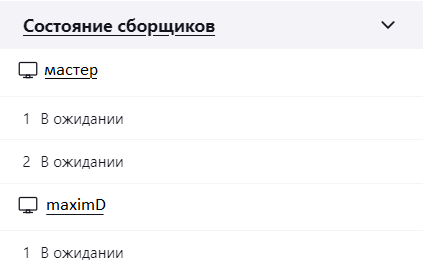 Состояние сборщиков
мастер
1 В ожидании
2 В ожидании
maximD
1 В ожидании